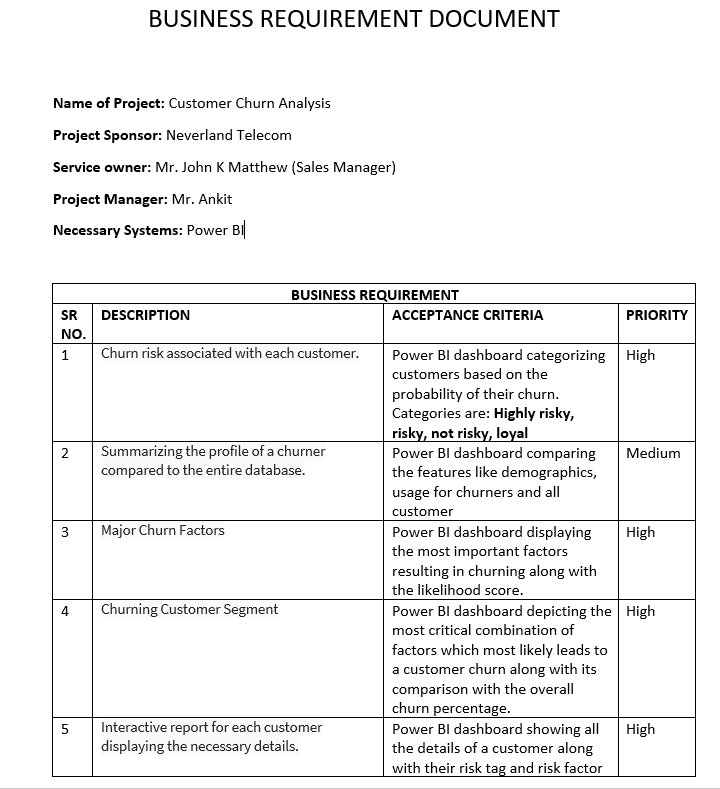 BUSINESS REQUIREMENT DOCUMENT
Name of Project: Customer Churn Analysis
Project Sponsor: Neverland Telecom
Service owner: Mr. John K Matthew (Sales Manager)
Project Manager: Mr. Ankit
Necessary Systems: Power BI
BUSINESS REQUIREMENT
SR
NO.
DESCRIPTION
ACCEPTANCE CRITERIA
PRIORITY
1
Churn risk associated with each customer.
Power BI dashboard categorizing
customers based on the
probability of their churn.
Categories are: Highly risky,
risky, not risky, loyal
High
2
Summarizing the profile of a churner
compared to the entire database.
Power BI dashboard comparing
the features like demographics,
usage for churners and all
customer
Medium
3
Major Churn Factors
Power BI dashboard displaying
the most important factors
resulting in churning along with
the likelihood score.
High
4
Churning Customer Segment
Power BI dashboard depicting the
most critical combination of
factors which most likely leads to
a customer churn along with its
comparison with the overall
churn percentage.
High
5
Interactive report for each customer
displaying the necessary details.
Power BI dashboard showing all
the details of a customer along
with their risk tag and risk factor
High